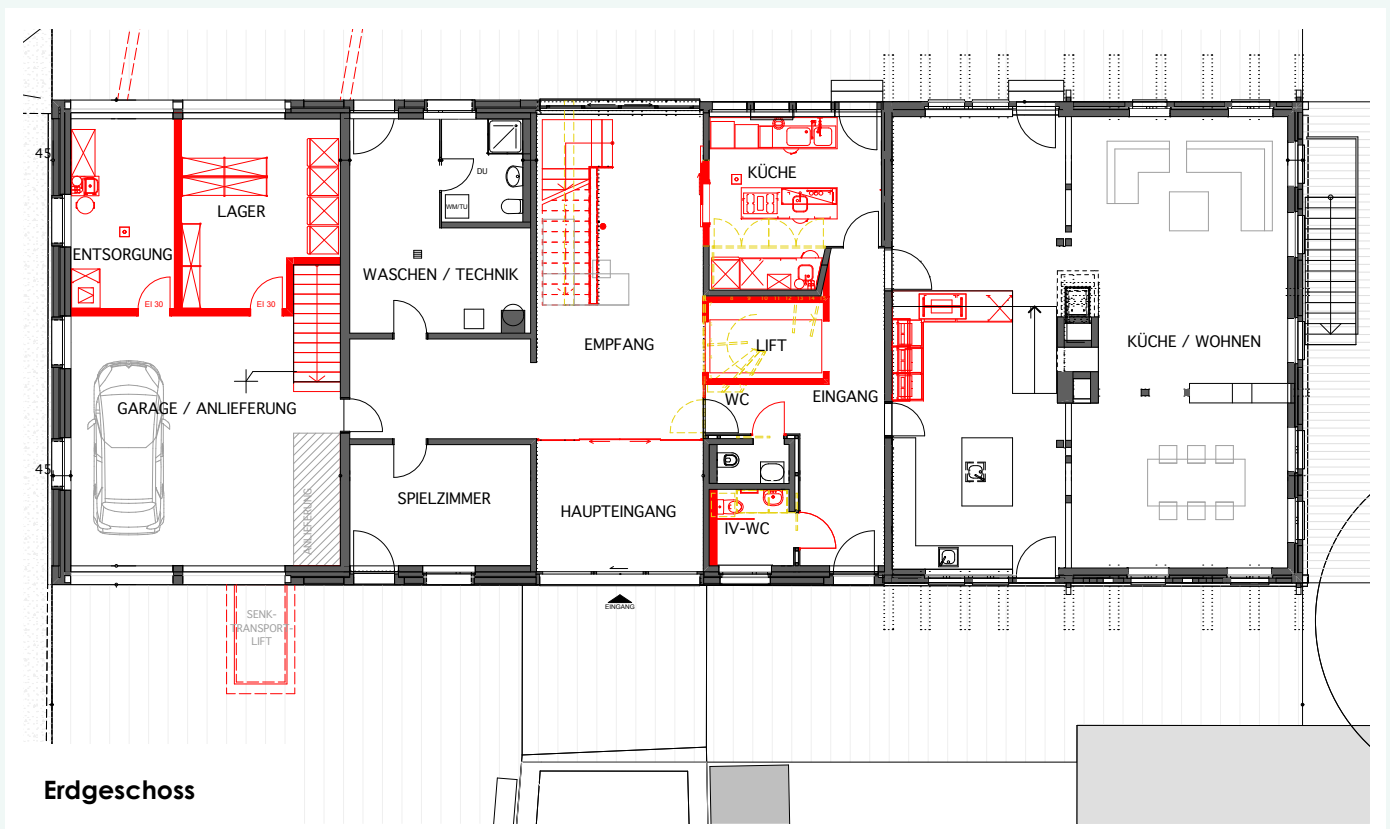 45
DU
WM/TU
KÜCHE
LAGER
ENTSORGUNG
WASCHEN / TECHNIK
EI 30
EI 30
EMPFANG
LIFT
KÜCHE / WOHNEN
WC
EINGANG
GARAGE / ANLIEFERUNG
45
SPIELZIMMER
HAUPTEINGANG
ANLIEFERUNG
IV-WC
EINGANG
SENK-
TRANSPORT-
LIFT
Erdgeschoss